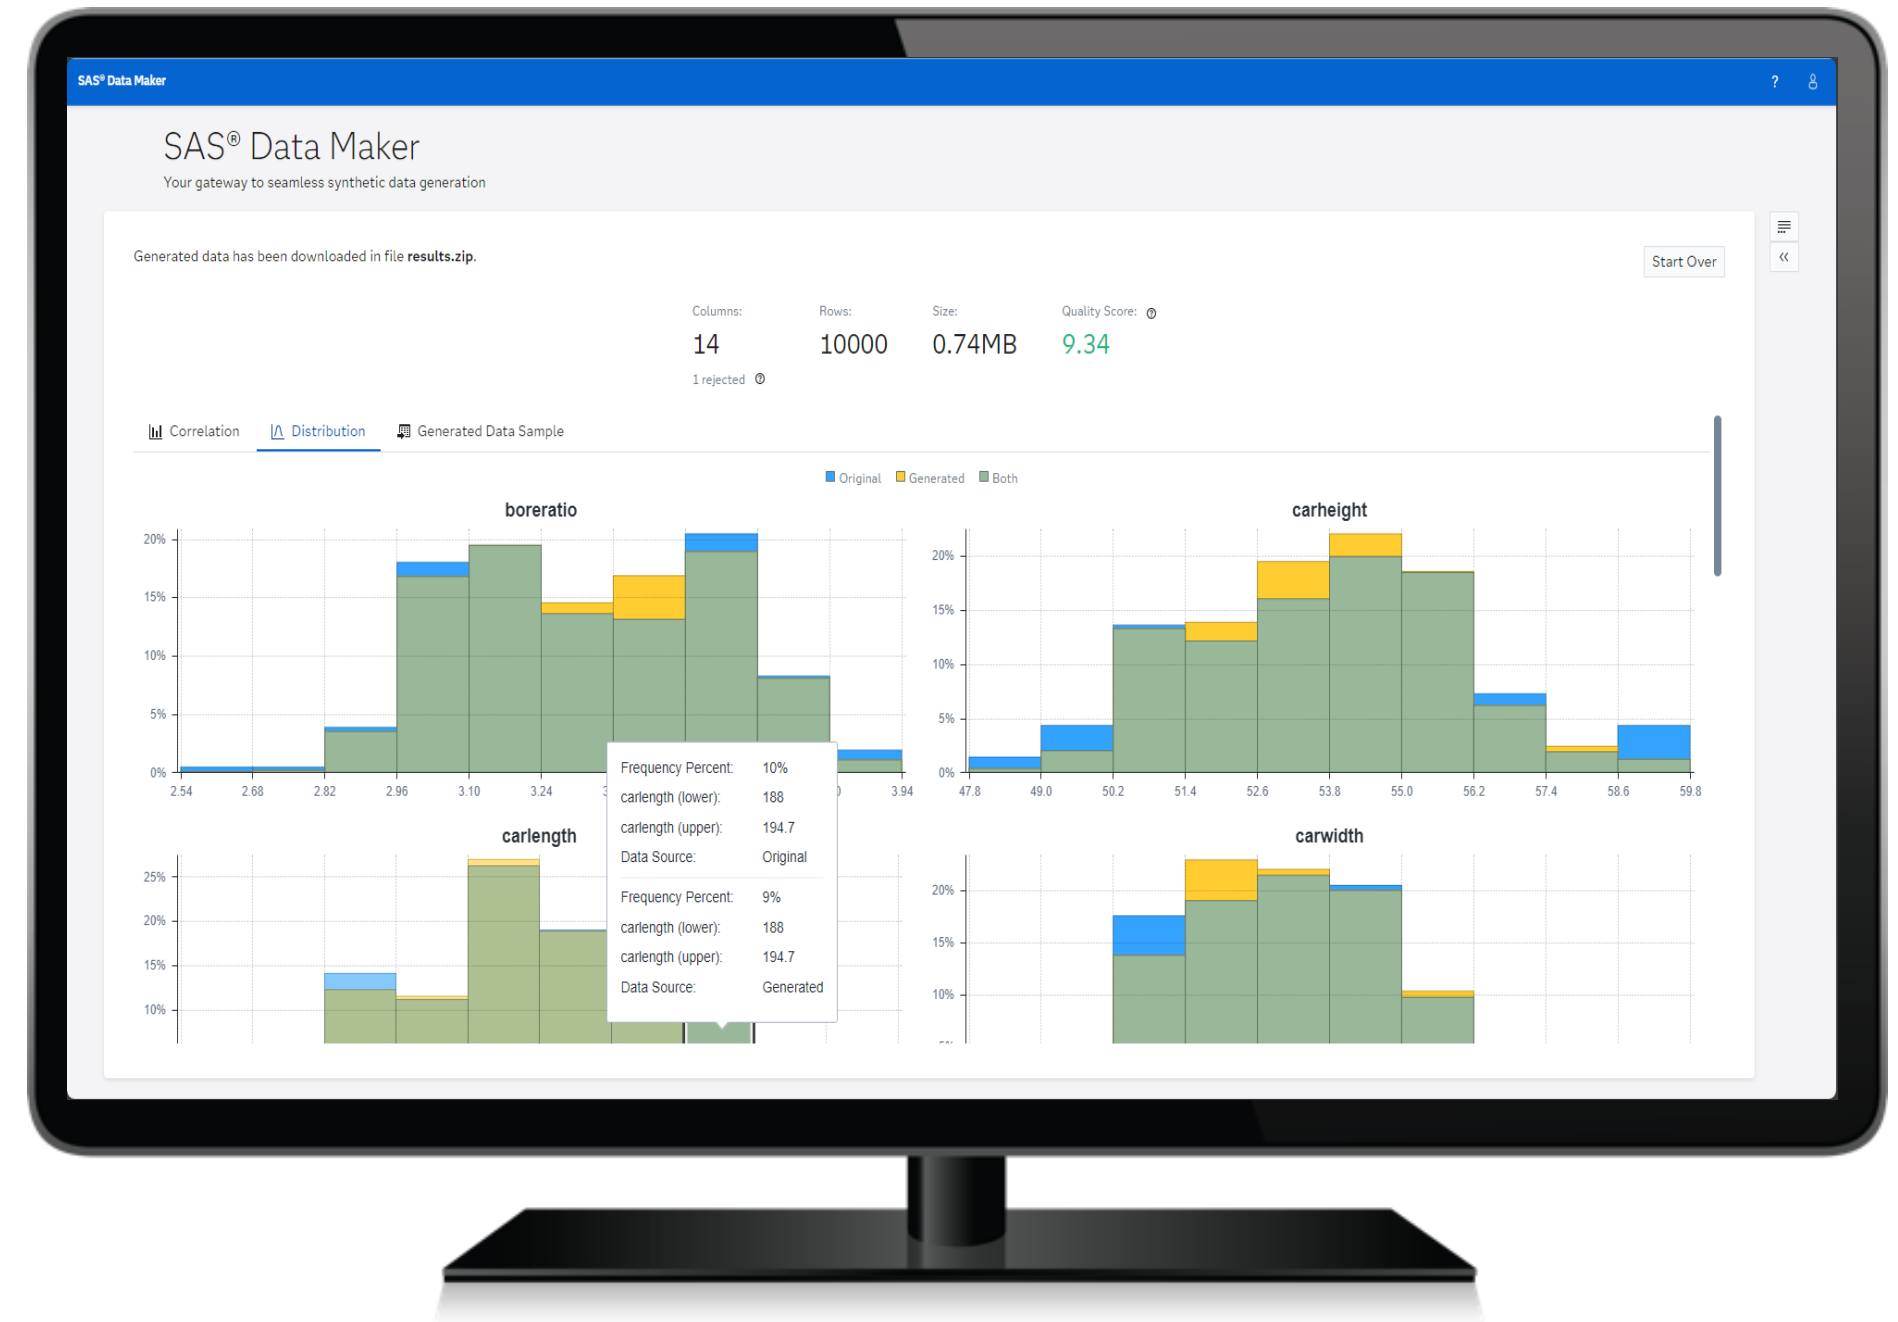 SAS® Data Maker
?
SAS® Data Maker
Your gateway to seamless synthetic data generation
Generated data has been downloaded in file results.zip.
Start Over
Columns: Rows: Size: Quality Score: ?
14 10000 0.74MB 9.34
1 rejected ?
Correlation Distribution Generated Data Sample
Original Generated Both
boreratio
20%
15%
10%
5%
0%
2.54 2.68 2.82 2.96 3.10 3.24 3.94
carheight
20%
15%
10%
5%
0%
47.8 49.0 50.2 51.4 52.6 53.8 55.0 56.2 57.4 58.6 59.8
carlength
25%
20%
15%
10%
Frequency Percent: 10%
carlength (lower): 188
carlength (upper): 194.7
Data Source: Original
Frequency Percent: 9%
carlength (lower): 188
carlength (upper): 194.7
Data Source: Generated
carwidth
20%
15%
10%